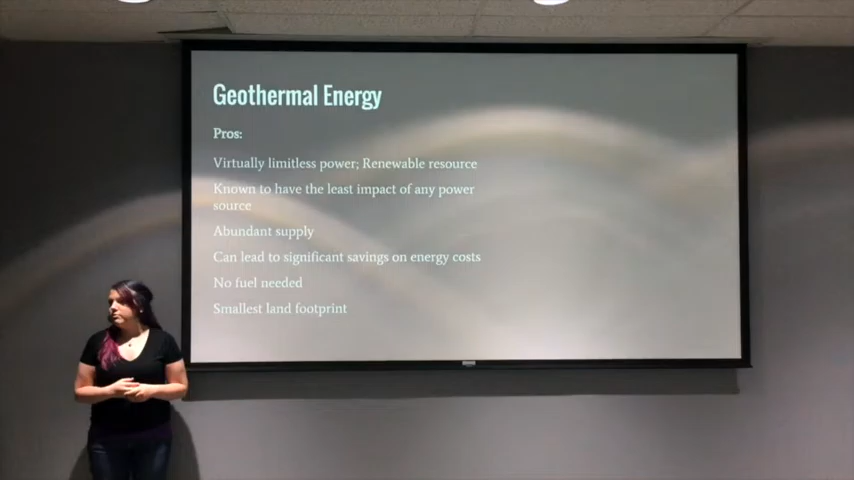 Geothermal Energy
Pros:
Virtually limitless power; Renewable resource
Known to have the least impact of any power
source
Abundant supply
Can lead to significant savings on energy costs
No fuel needed
Smallest land footprint